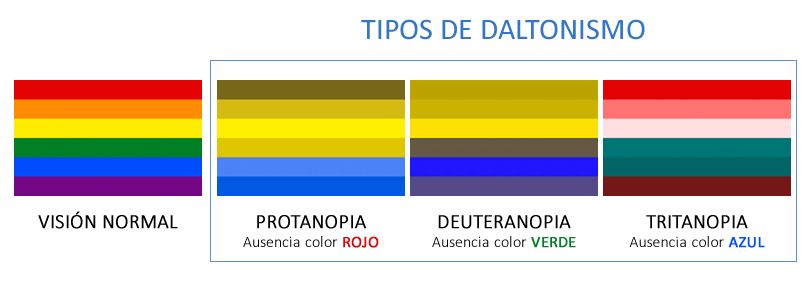 TIPOS DE DALTONISMO
VISIÓN NORMAL
PROTANOPIA
Ausencia color ROJO
DEUTERANOPIA
Ausencia color VERDE
TRITANOPIA
Ausencia color AZUL